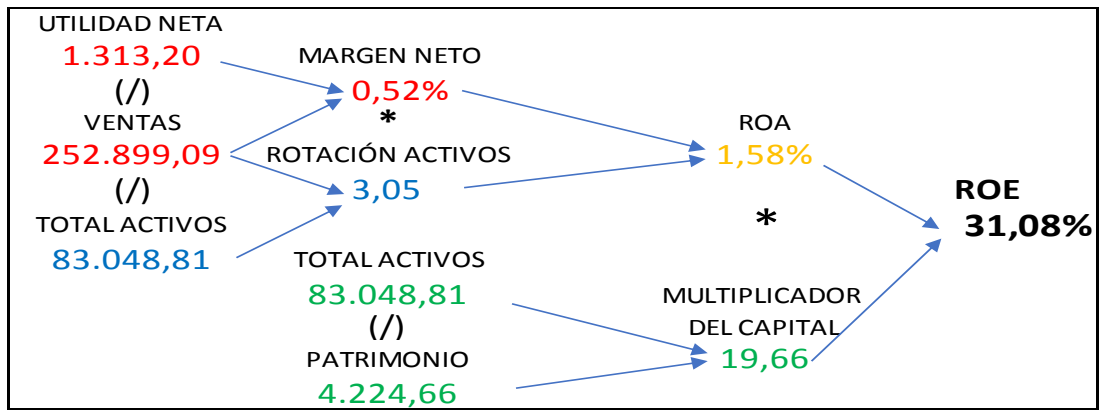 UTILIDAD NETA
1.313,20
(/)
VENTAS
252.899,09
(/)
TOTAL ACTIVOS
83.048,81
MARGEN NETO
0,52%
*
ROTACIÓN ACTIVOS
3,05
TOTAL ACTIVOS
83.048,81
(/)
PATRIMONIO
4.224,66
ROA
1,58%
*
MULTIPLICADOR
DEL CAPITAL
19,66
ROE
31,08%